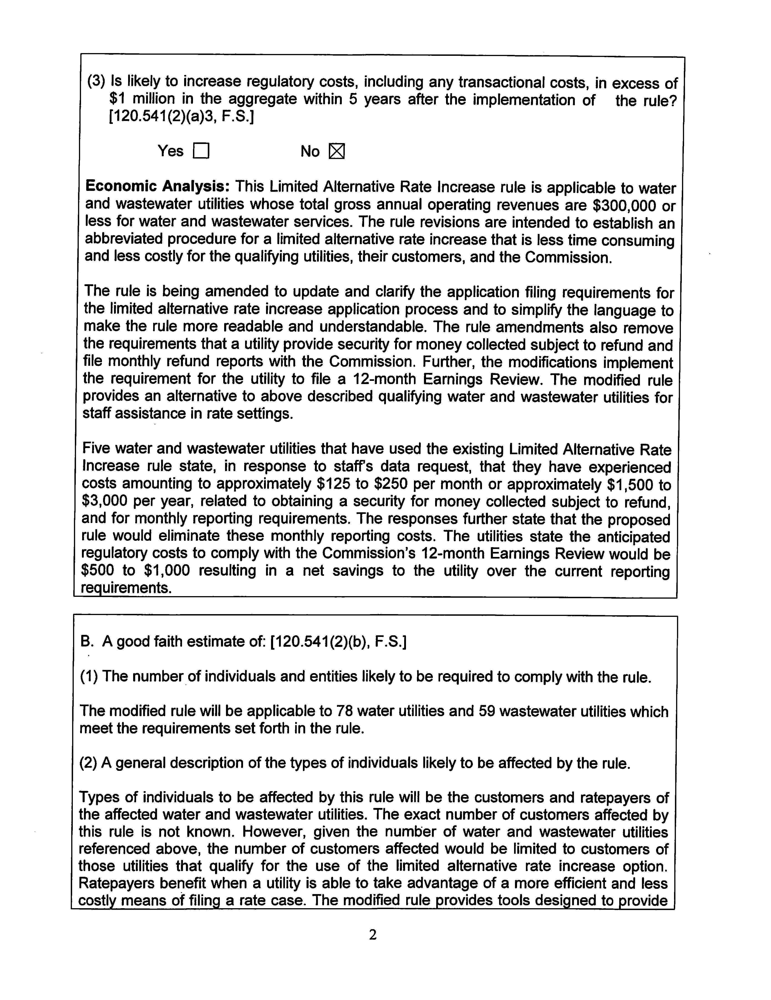 (3) Is likely to increase regulatory costs, including any transactional costs, in excess of
$1 million in the aggregate within 5 years after the implementation of the rule?
[120.541(2)(a)3, F.S.]
Yes ☐ No ☒
Economic Analysis: This Limited Alternative Rate Increase rule is applicable to water
and wastewater utilities whose total gross annual operating revenues are $300,000 or
less for water and wastewater services. The rule revisions are intended to establish an
abbreviated procedure for a limited alternative rate increase that is less time consuming
and less costly for the qualifying utilities, their customers, and the Commission.
The rule is being amended to update and clarify the application filing requirements for
the limited alternative rate increase application process and to simplify the language to
make the rule more readable and understandable. The rule amendments also remove
the requirements that a utility provide security for money collected subject to refund and
file monthly refund reports with the Commission. Further, the modifications implement
the requirement for the utility to file a 12-month Earnings Review. The modified rule
provides an alternative to above described qualifying water and wastewater utilities for
staff assistance in rate settings.
Five water and wastewater utilities that have used the existing Limited Alternative Rate
Increase rule state, in response to staff's data request, that they have experienced
costs amounting to approximately $125 to $250 per month or approximately $1,500 to
$3,000 per year, related to obtaining a security for money collected subject to refund,
and for monthly reporting requirements. The responses further state that the proposed
rule would eliminate these monthly reporting costs. The utilities state the anticipated
regulatory costs to comply with the Commission's 12-month Earnings Review would be
$500 to $1,000 resulting in a net savings to the utility over the current reporting
requirements.
B. A good faith estimate of: [120.541(2)(b), F.S.]
(1) The number of individuals and entities likely to be required to comply with the rule.
The modified rule will be applicable to 78 water utilities and 59 wastewater utilities which
meet the requirements set forth in the rule.
(2) A general description of the types of individuals likely to be affected by the rule.
Types of individuals to be affected by this rule will be the customers and ratepayers of
the affected water and wastewater utilities. The exact number of customers affected by
this rule is not known. However, given the number of water and wastewater utilities
referenced above, the number of customers affected would be limited to customers of
those utilities that qualify for the use of the limited alternative rate increase option.
Ratepayers benefit when a utility is able to take advantage of a more efficient and less
costly means of filing a rate case. The modified rule provides tools designed to provide
2